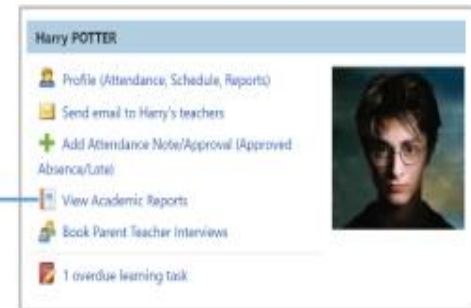 Harry POTTER
Profile (Attendance, Schedule, Reports)
Send email to Harry's teachers
Add Attendance Note/Approval (Approved
Absence/Late)
View Academic Reports
Book Parent Teacher Interviews
1 overdue learning task